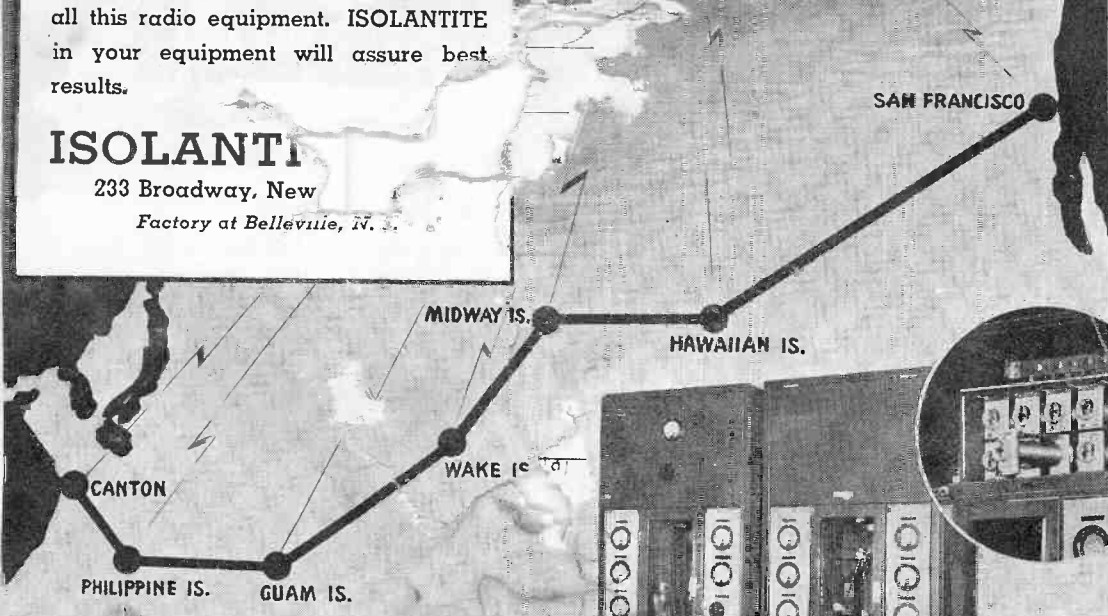 all this radio equipment. ISOLANTITE
in your equipment will assure best
results.
ISOLANTI
233 Broadway, New
Factory at Belleville, N.
SAN FRANCISCO
MIDWAY IS.
HAWAIIAN IS.
WAKE IS
CANTON
PHILIPPINE IS.
GUAM IS.